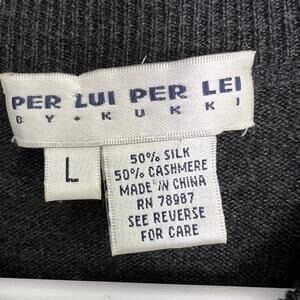 PER LUI PER LEI
BY • KUKKI
L
50% SILK
50% CASHMERE
MADE IN CHINA
RN 78987
SEE REVERSE
FOR CARE